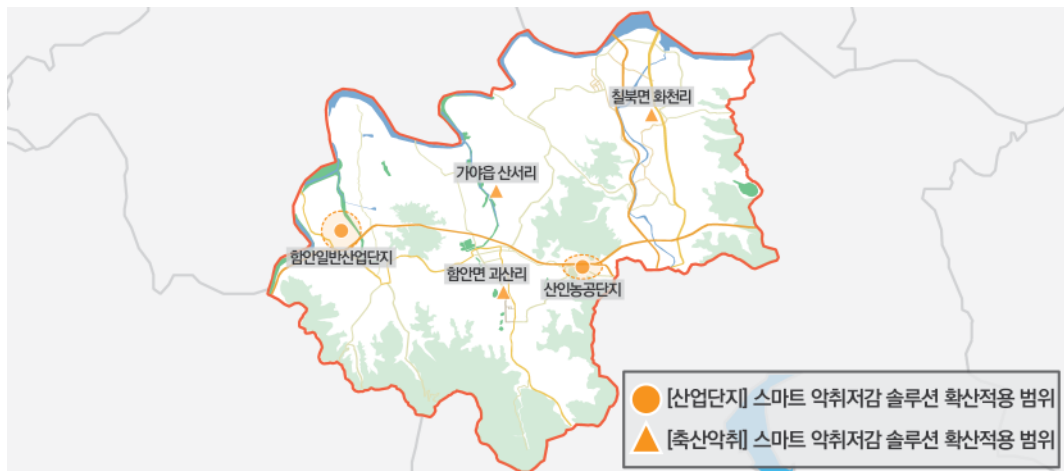 칠북면 화천리
가야읍 산서리
함안일반산업단지
함안면 괴산리
산인농공단지
[산업단지] 스마트 악취저감 솔루션 확산적용 범위
[축산악취] 스마트 악취저감 솔루션 확산적용 범위